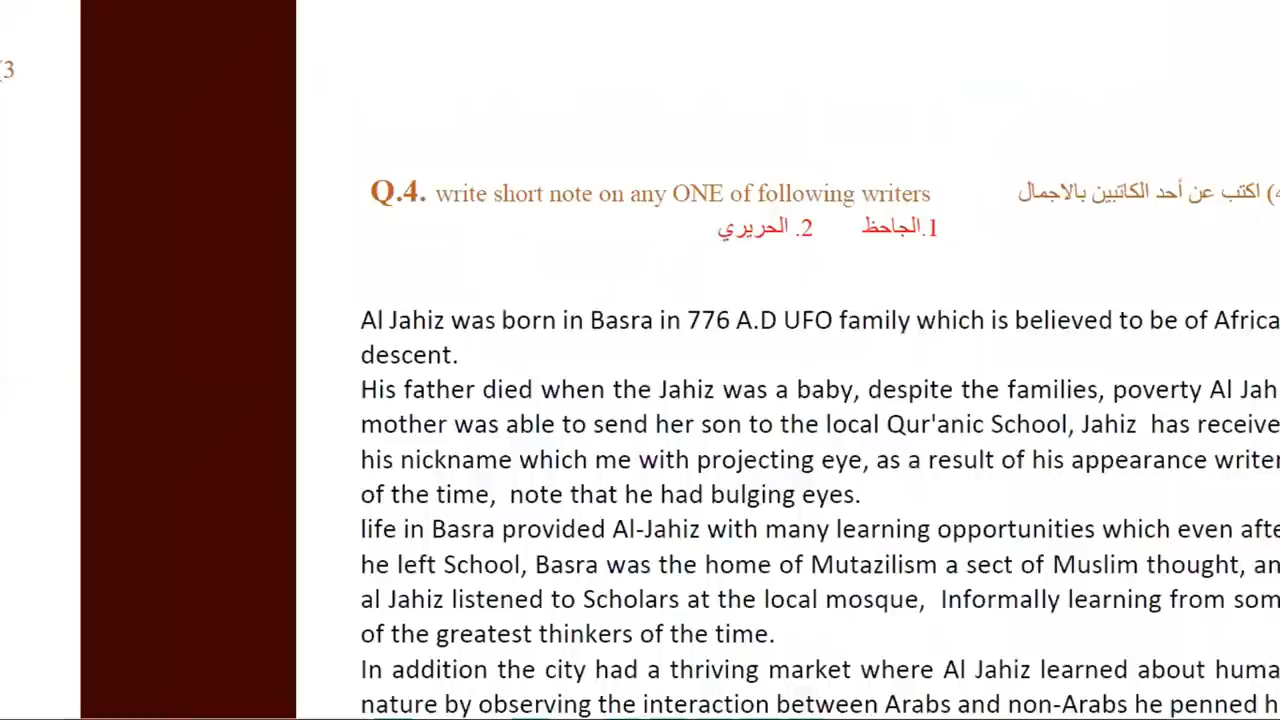 (3
Q.4. write short note on any ONE of following writers اكتب عن أحد الكاتبين بالاجمال (4
1.الجاحظ 2. الحريري
Al Jahiz was born in Basra in 776 A.D UFO family which is believed to be of Africa
descent.
His father died when the Jahiz was a baby, despite the families, poverty Al Jah
mother was able to send her son to the local Qur'anic School, Jahiz has receive
his nickname which me with projecting eye, as a result of his appearance writer
of the time, note that he had bulging eyes.
life in Basra provided Al-Jahiz with many learning opportunities which even afte
he left School, Basra was the home of Mutazilism a sect of Muslim thought, an
al Jahiz listened to Scholars at the local mosque, Informally learning from som
of the greatest thinkers of the time.
In addition the city had a thriving market where Al Jahiz learned about huma
nature by observing the interaction between Arabs and non-Arabs he penned h